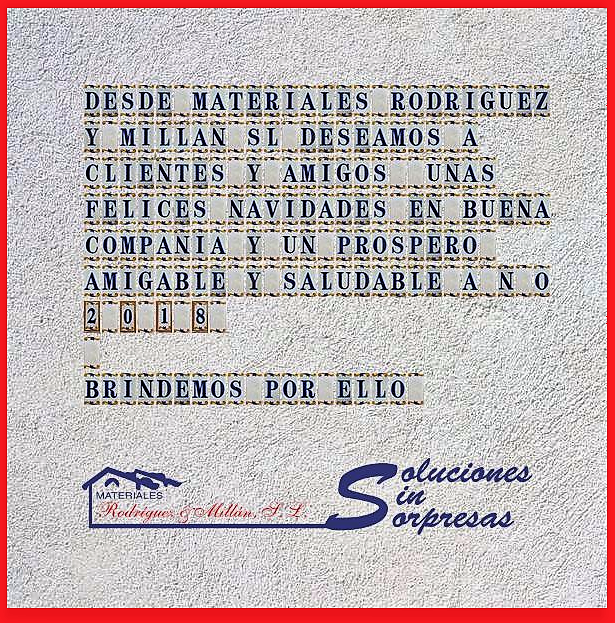 DESDE MATERIALES RODRIGUEZ
Y MILLAN SL DESEAMOS A
CLIENTES Y AMIGOS UNAS
FELICES NAVIDADES EN BUENA
COMPANIA Y UN PROSPERO
AMIGABLE Y SALUDABLE A N O
2 0 1 8
BRINDEMOS POR ELLO
MATERIALES
Rodríguez & Millán, S. L.
Soluciones
Sin
Sorpresas